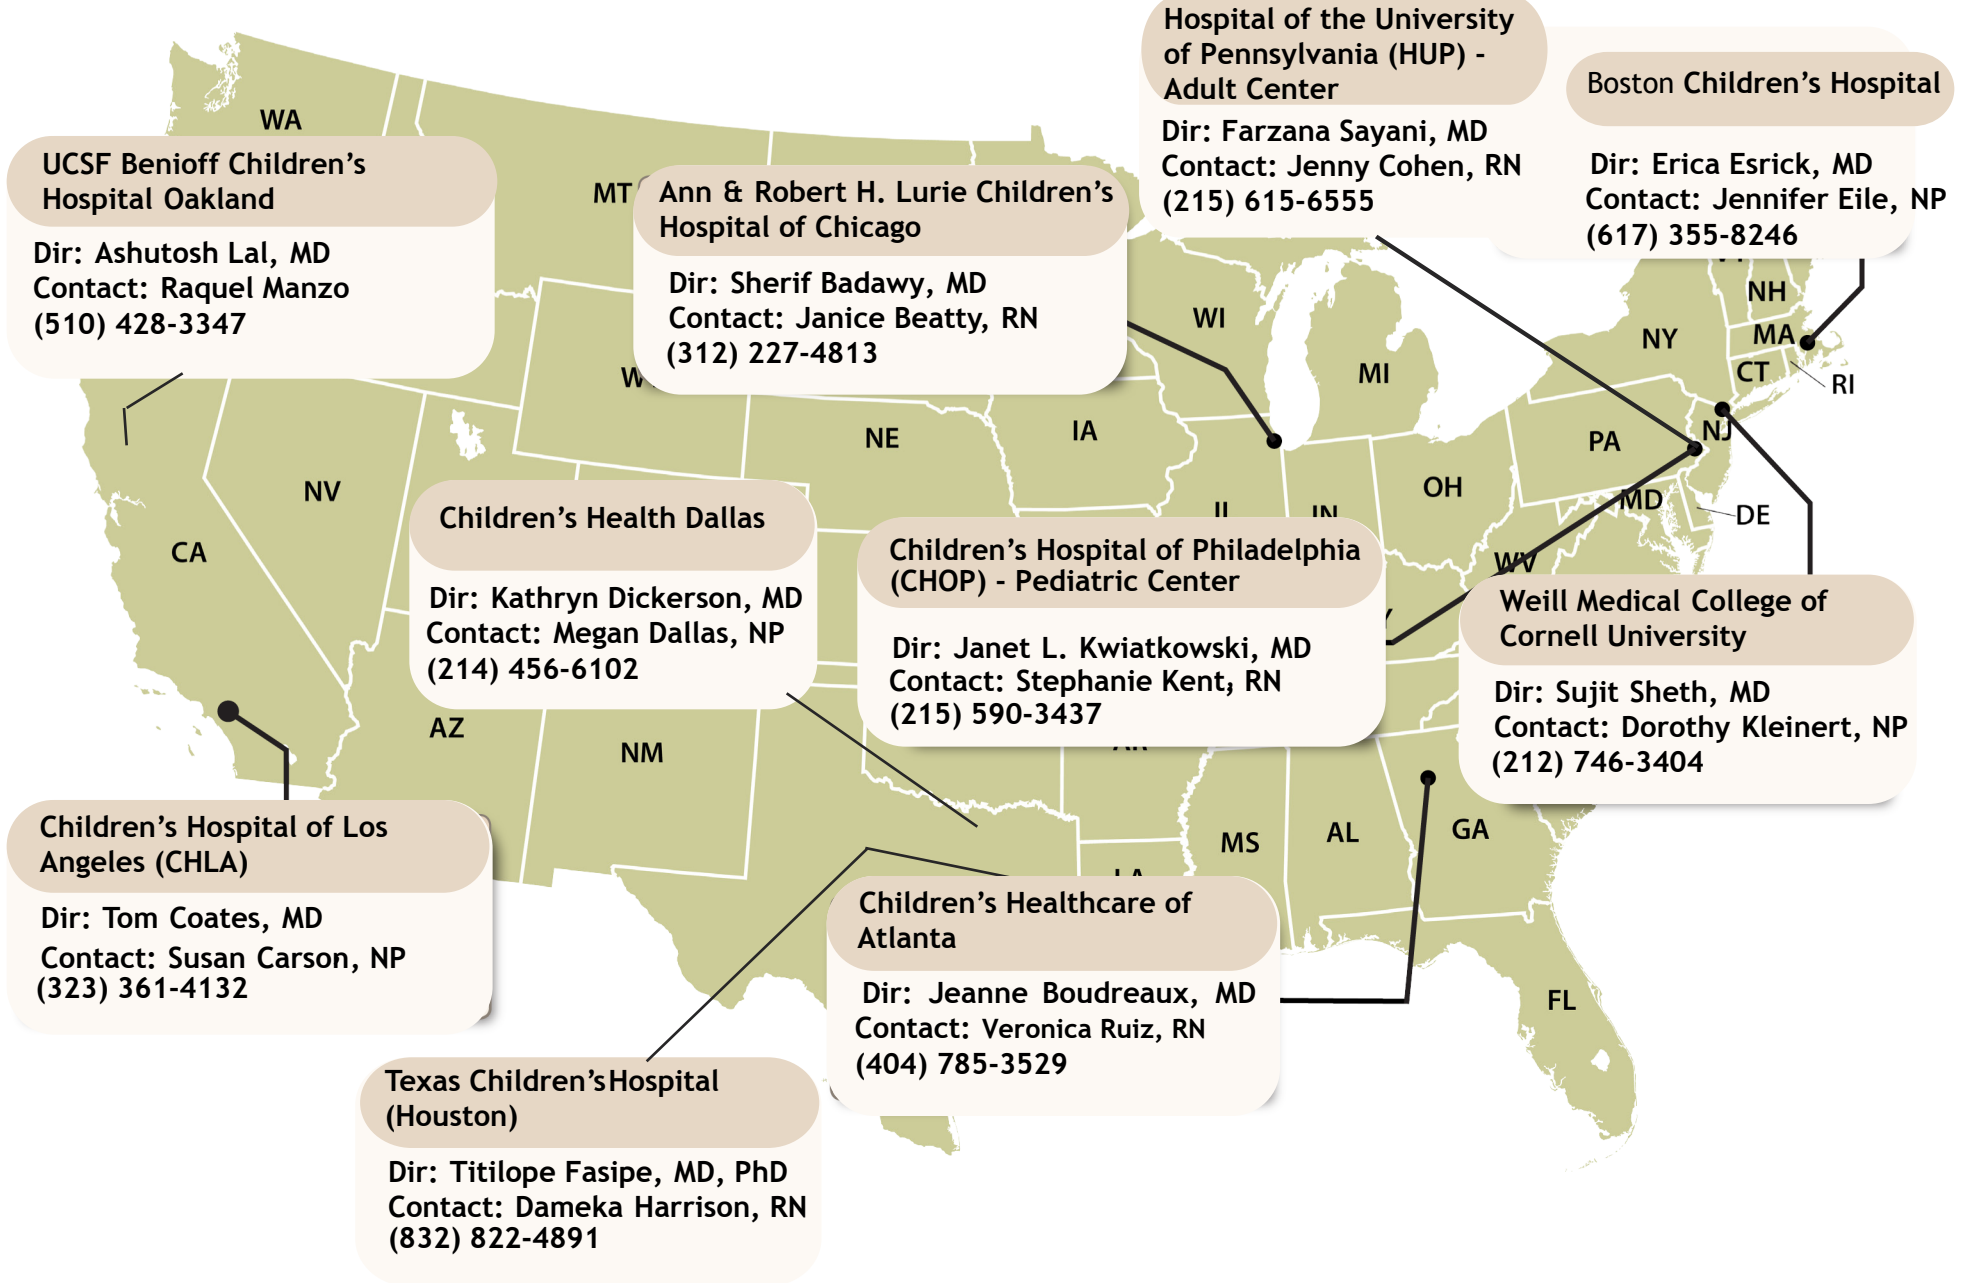 Hospital of the University
of Pennsylvania (HUP) -
Adult Center
Dir: Farzana Sayani, MD
Contact: Jenny Cohen, RN
(215) 615-6555
Boston Children's Hospital
Dir: Erica Esrick, MD
Contact: Jennifer Eile, NP
(617) 355-8246
WA
UCSF Benioff Children's
Hospital Oakland
Dir: Ashutosh Lal, MD
Contact: Raquel Manzo
(510) 428-3347
MT
Ann & Robert H. Lurie Children's
Hospital of Chicago
Dir: Sherif Badawy, MD
Contact: Janice Beatty, RN
(312) 227-4813
WI
MI
NY
NH
MA
CT
RI
NE
IA
PA
NJ
OH
NV
IN
MD
DE
CA
WV
Children's Health Dallas
Dir: Kathryn Dickerson, MD
Contact: Megan Dallas, NP
(214) 456-6102
Children's Hospital of Philadelphia
(CHOP) - Pediatric Center
Dir: Janet L. Kwiatkowski, MD
Contact: Stephanie Kent, RN
(215) 590-3437
Weill Medical College of
Cornell University
Dir: Sujit Sheth, MD
Contact: Dorothy Kleinert, NP
(212) 746-3404
AZ
NM
MS
AL
GA
FL
Children's Hospital of Los
Angeles (CHLA)
Dir: Tom Coates, MD
Contact: Susan Carson, NP
(323) 361-4132
Children's Healthcare of
Atlanta
Dir: Jeanne Boudreaux, MD
Contact: Veronica Ruiz, RN
(404) 785-3529
Texas Children's Hospital
(Houston)
Dir: Titilope Fasipe, MD, PhD
Contact: Dameka Harrison, RN
(832) 822-4891